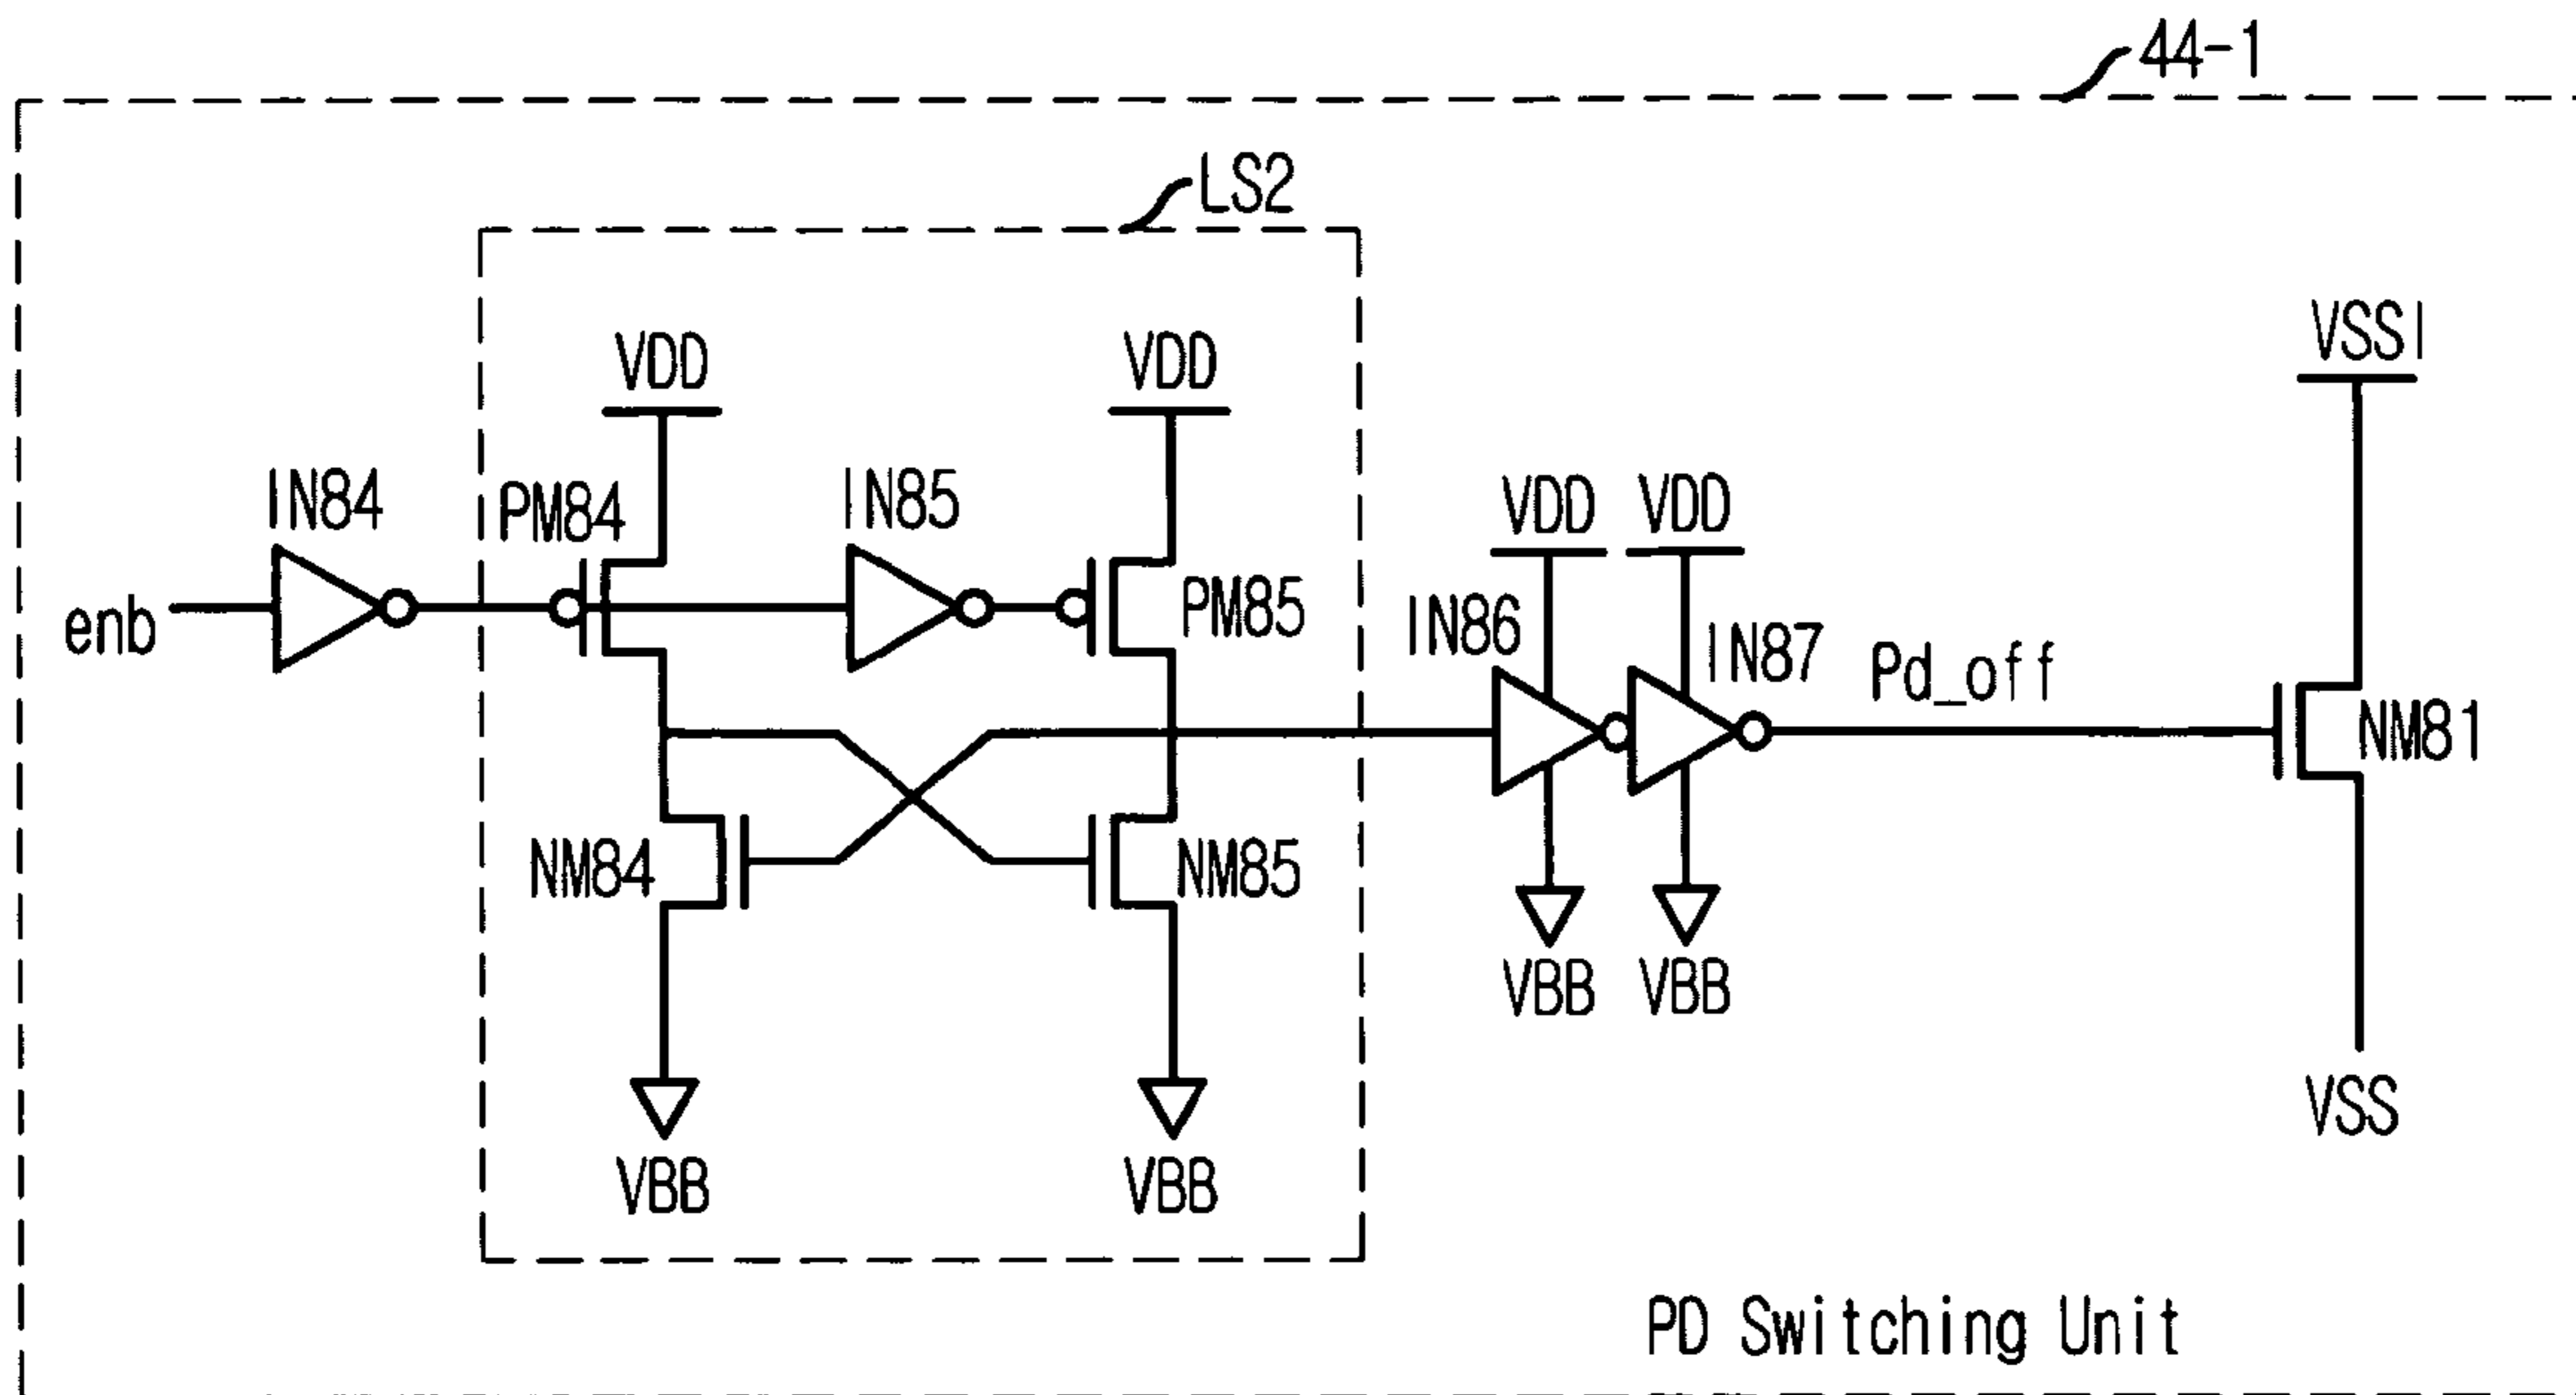 44-1
LS2
VDD
VDD
VSSI
IN84
PM84
IN85
VDD
VDD
enb
PM85
IN86
IN87
Pd_off
NM81
NM84
NM85
VBB
VBB
VSS
VBB
VBB
PD Switching Unit